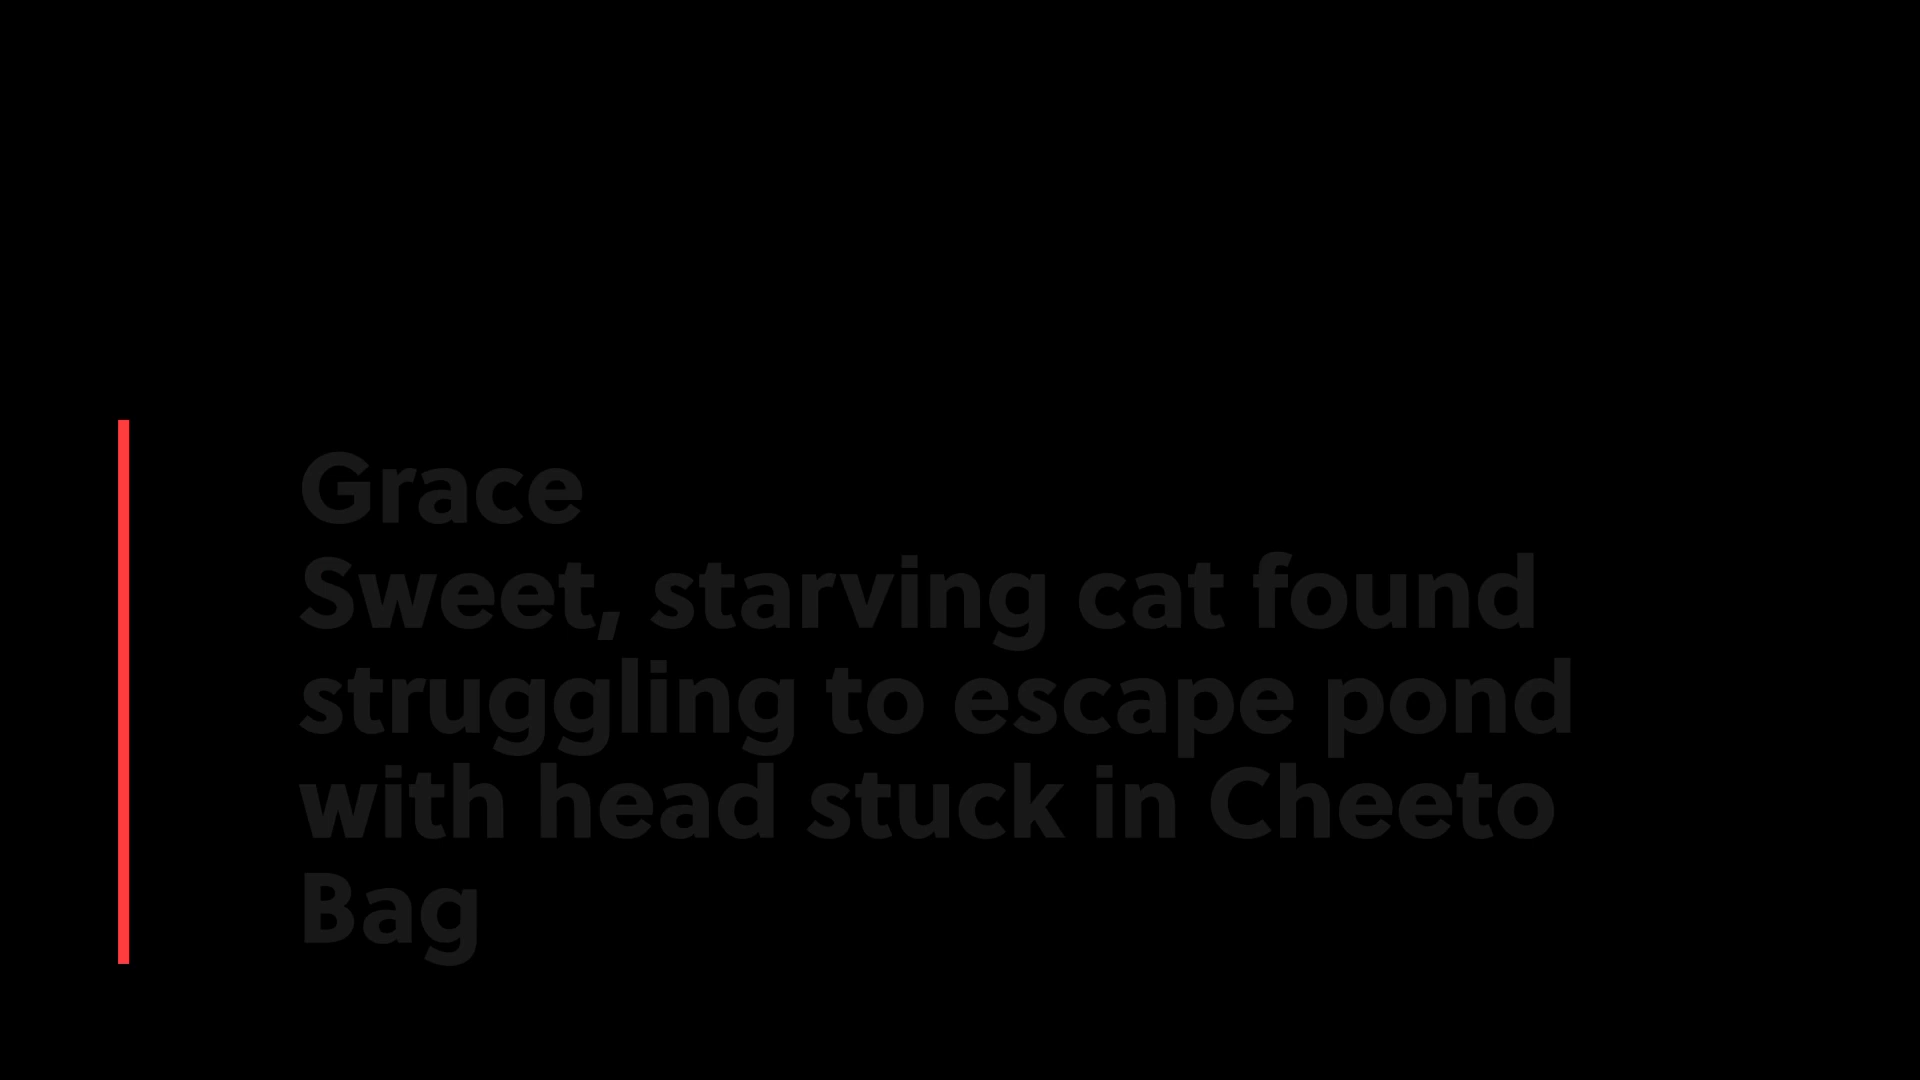 Grace
Sweet, starving cat found
struggling to escape pond
with head stuck in Cheeto
Bag